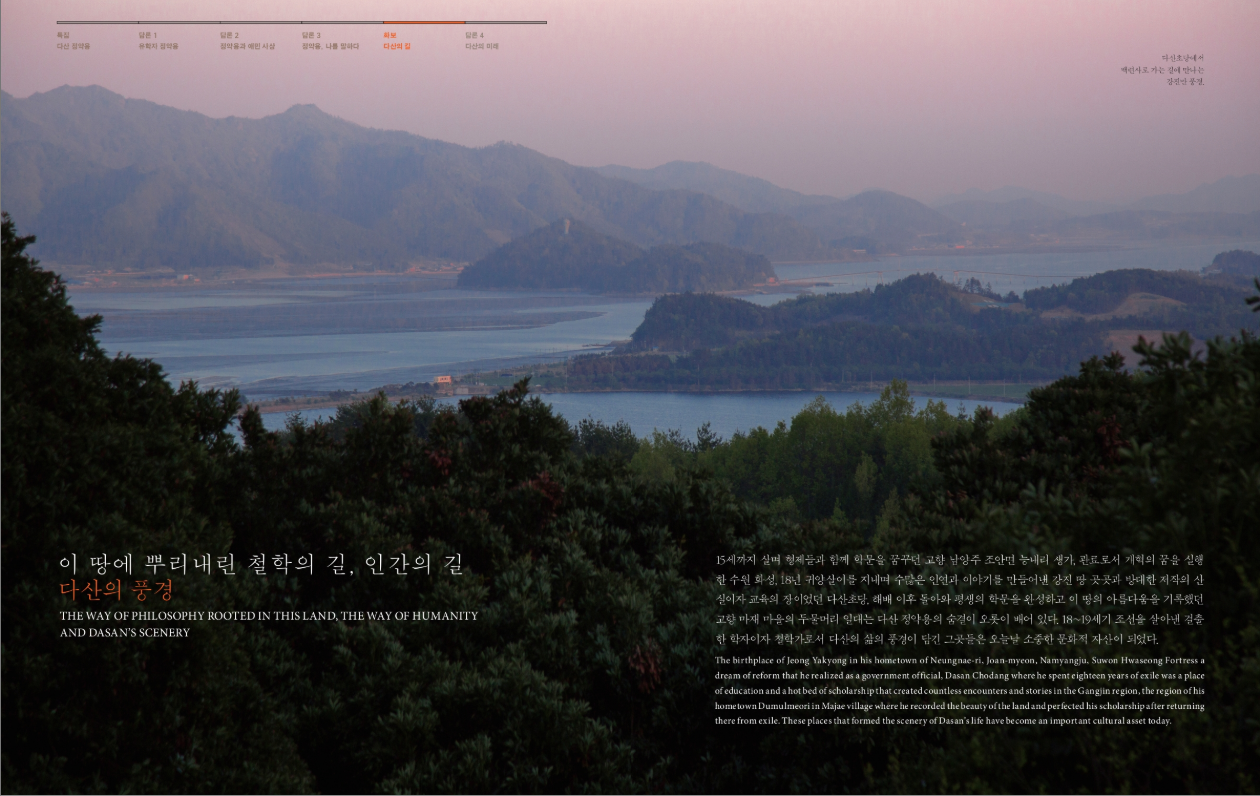 특집
다산 정약용
담론 1
유학자 정약용
담론 2
정약용과 애민 사상
담론 3
정약용, 나를 말하다
화보
다산의 길
담론 4
다산의 미래
다산초당에서
백련사로 가는 길에 만나는
강진만 풍경.
이 땅에 뿌리내린 철학의 길, 인간의 길
다산의 풍경
THE WAY OF PHILOSOPHY ROOTED IN THIS LAND, THE WAY OF HUMANITY
AND DASAN'S SCENERY
15세까지 살며 형제들과 함께 학문을 꿈꾸던 고향 남양주 조안면 능내리 생가, 관료로서 개혁의 꿈을 실행
한 수원 화성, 18년 귀양살이를 지내며 수많은 인연과 이야기를 만들어낸 강진 땅 곳곳과 방대한 저작의 산
실이자 교육의 장이었던 다산초당, 해배 이후 돌아와 평생의 학문을 완성하고 이 땅의 아름다움을 기록했던
고향 마재 마을의 두물머리 일대는 다산 정약용의 숨결이 오롯이 배어 있다. 18~19세기 조선을 살아낸 걸출
한 학자이자 철학가로서 다산의 삶의 풍경이 담긴 그곳들은 오늘날 소중한 문화적 자산이 되었다.
The birthplace of Jeong Yakyong in his hometown of Neungnae-ri, Joan-myeon, Namyangju, Suwon Hwaseong Fortress a
dream of reform that he realized as a government official, Dasan Chodang where he spent eighteen years of exile was a place
of education and a hot bed of scholarship that created countless encounters and stories in the Gangjin region, the region of his
hometown Dumulmeori in Majae village where he recorded the beauty of the land and perfected his scholarship after returning
there from exile. These places that formed the scenery of Dasan's life have become an important cultural asset today.